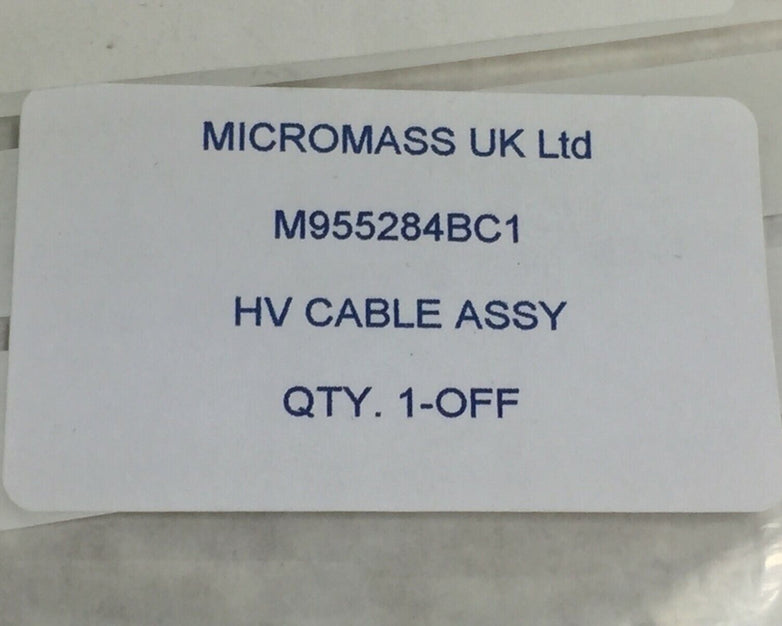 MICROMASS UK Ltd
M955284BC1
HV CABLE ASSY
QTY. 1-OFF